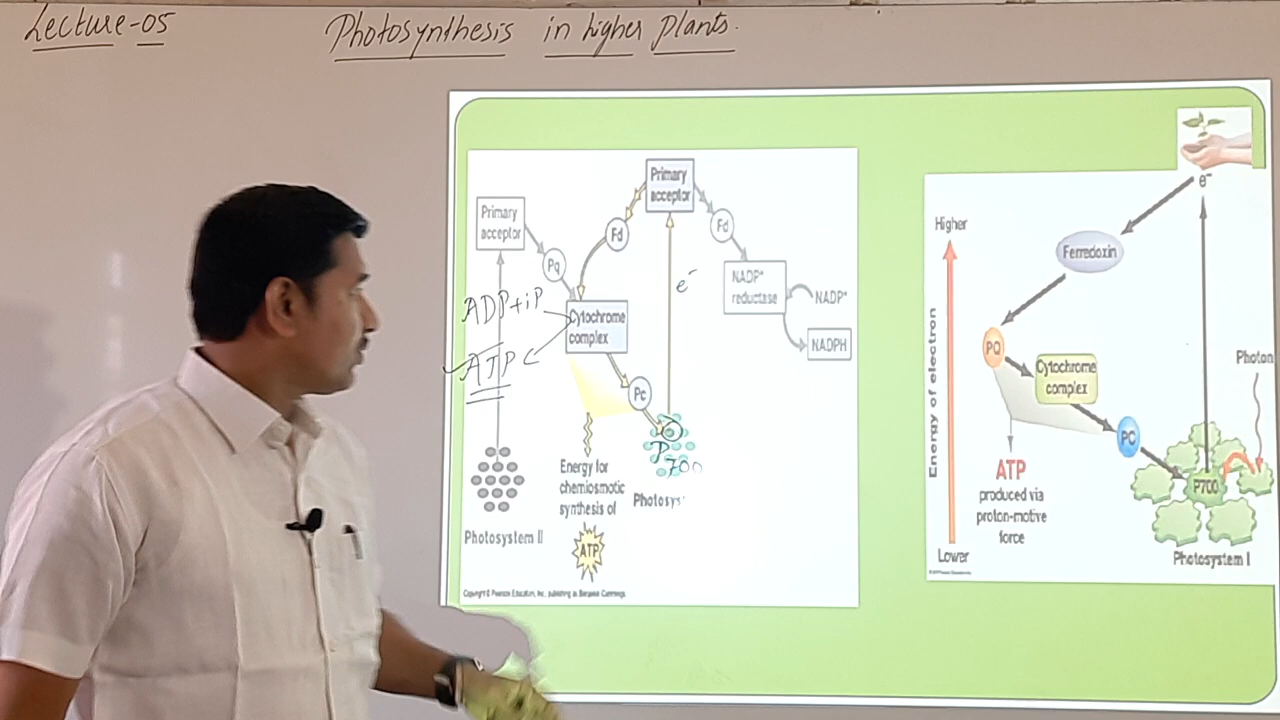 Lecture-05
Photosynthesis in higher plants.
Primary
acceptor
Primary
acceptor
Fd
Fd
Pq
NADP+
reductase
NADP+
NADPH
e-
ADP+iP
ATP
Cytochrome
complex
Pc
P700
Energy for
chemiosmotic
synthesis of
ATP
Photosys
Photosystem II
Copyright © Pearson Education, Inc. publishing as Benjamin Cummings.
Higher
Energy of electron
Lower
e-
Ferredoxin
PQ
Cytochrome
complex
PC
Photon
P700
ATP
produced via
proton-motive
force
Photosystem I